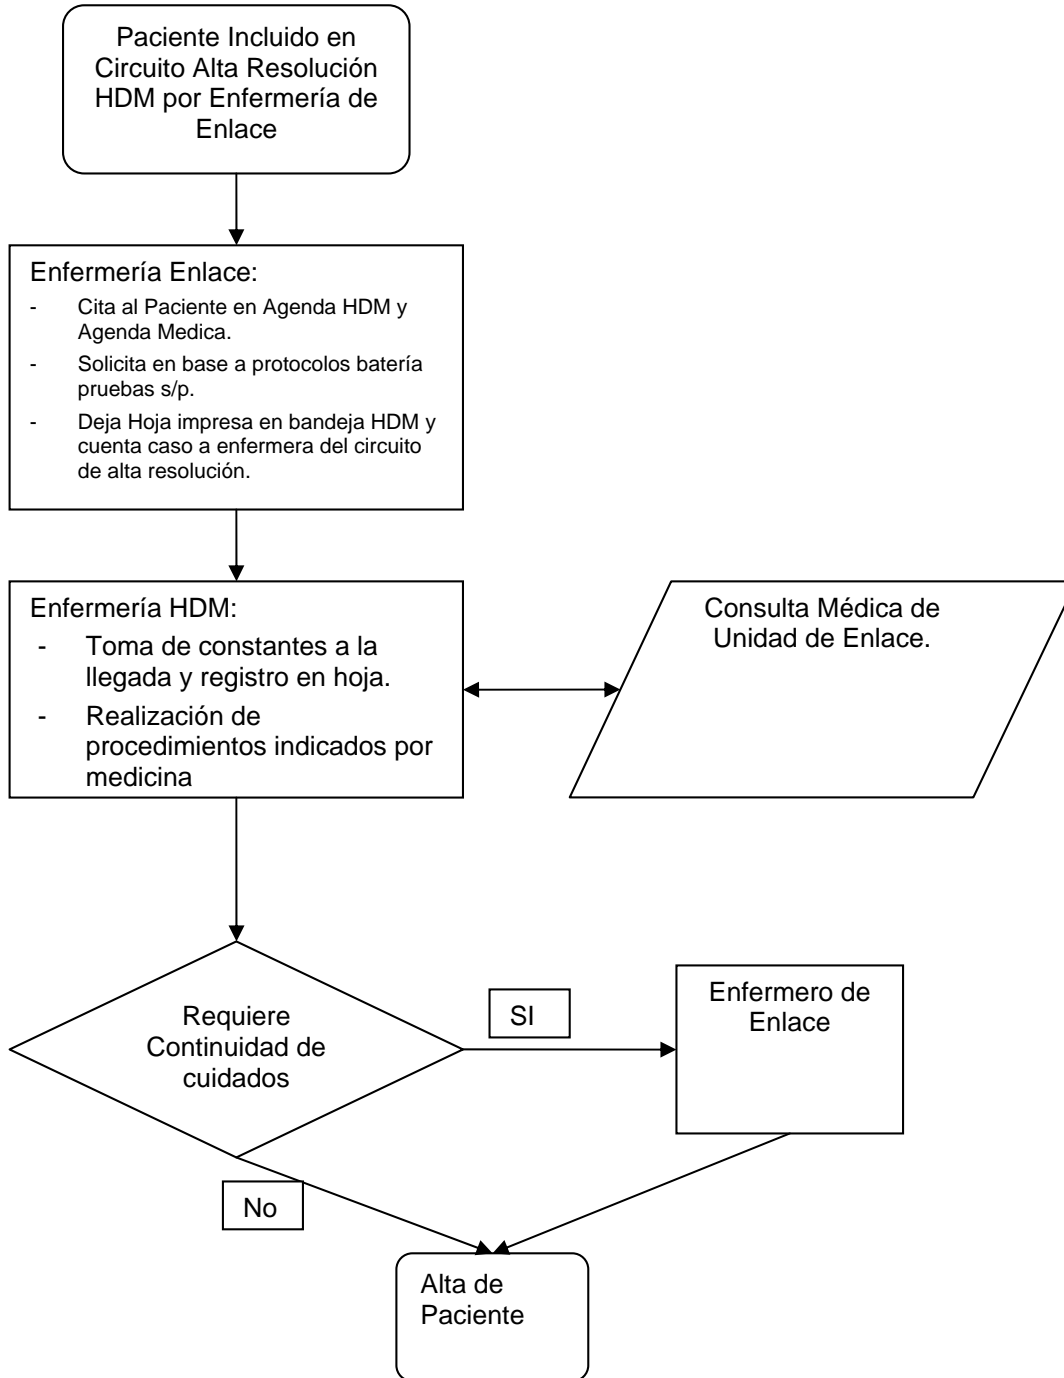 Paciente Incluido en
Circuito Alta Resolución
HDM por Enfermería de
Enlace
Enfermería Enlace:
- Cita al Paciente en Agenda HDM y
Agenda Medica.
- Solicita en base a protocolos batería
pruebas s/p.
- Deja Hoja impresa en bandeja HDM y
cuenta caso a enfermera del circuito
de alta resolución.
Enfermería HDM:
- Toma de constantes a la
llegada y registro en hoja.
- Realización de
procedimientos indicados por
medicina
Consulta Médica de
Unidad de Enlace.
Requiere
Continuidad de
cuidados
SI
Enfermero de
Enlace
No
Alta de
Paciente